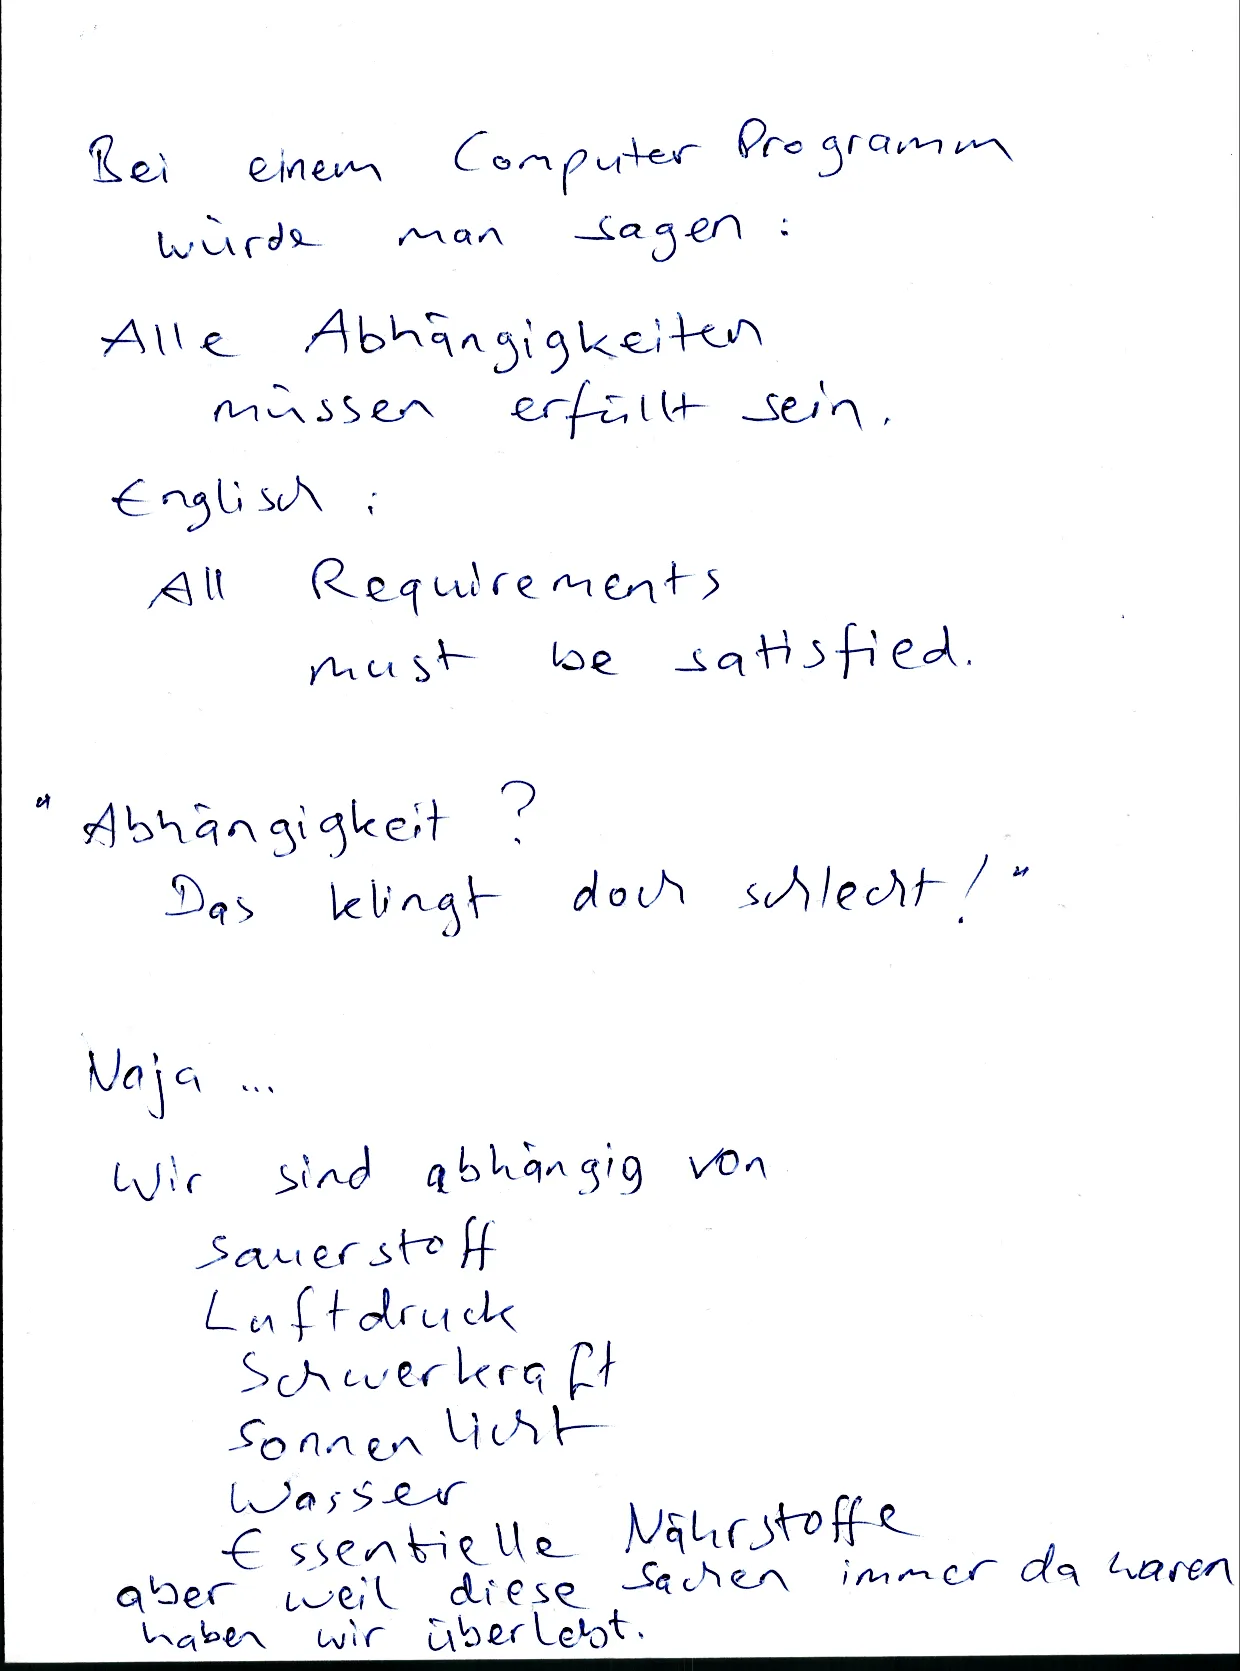 Bei einem Computer Programm
würde man sagen:
Alle Abhängigkeiten
müssen erfüllt sein.
Englisch:
All Requirements
must be satisfied.
"Abhängigkeit?
Das klingt doch schlecht!"
Naja ...
Wir sind abhängig von
Sauerstoff
Luftdruck
Schwerkraft
Sonnenlicht
Wasser
Essentielle Nährstoffe
aber weil diese Sachen immer da waren
haben wir überlebt.